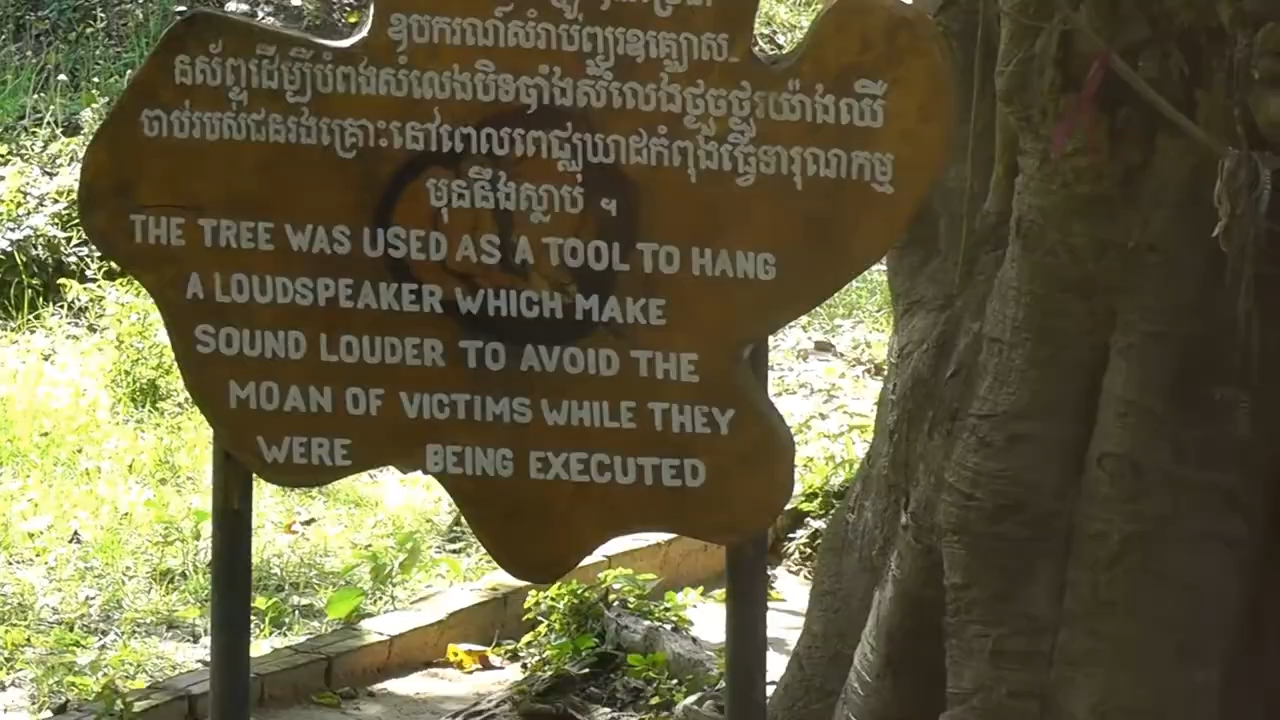 ឧបករណ៍សំរាប់ព្យួរឧគ្ឃោស
នស័ព្ទដើម្បីបំពងសំលេងបិទបាំងសំលេងថ្ងួចថ្ងូរយ៉ាងឈឺ
ចាប់របស់ជនរងគ្រោះនៅពេលពេជ្ឈឃាដកំពុងធ្វើទារុណកម្ម
មុននឹងស្លាប់ ។
THE TREE WAS USED AS A TOOL TO HANG
A LOUDSPEAKER WHICH MAKE
SOUND LOUDER TO AVOID THE
MOAN OF VICTIMS WHILE THEY
WERE BEING EXECUTED